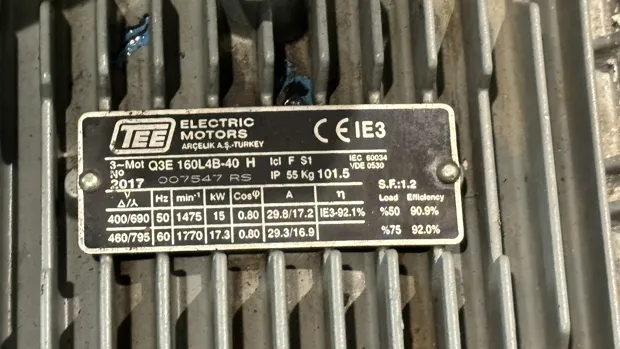 TEE ELECTRIC MOTORS CE IE3
ARÇELIK A.Ş.-TURKEY
3~Mot Q3E 160L4B-40 H Icl F S1 IEC 60034
Nº 2017 007547 RS IP 55 Kg 101.5 VDE 0530
S.F.:1.2
V Δ/⅄ Hz min⁻¹ kW Cosφ A η Load Efficiency
400/690 50 1475 15 0.80 29.8/17.2 IE3-92.1% %50 90.9%
460/795 60 1770 17.3 0.80 29.3/16.9 %75 92.0%